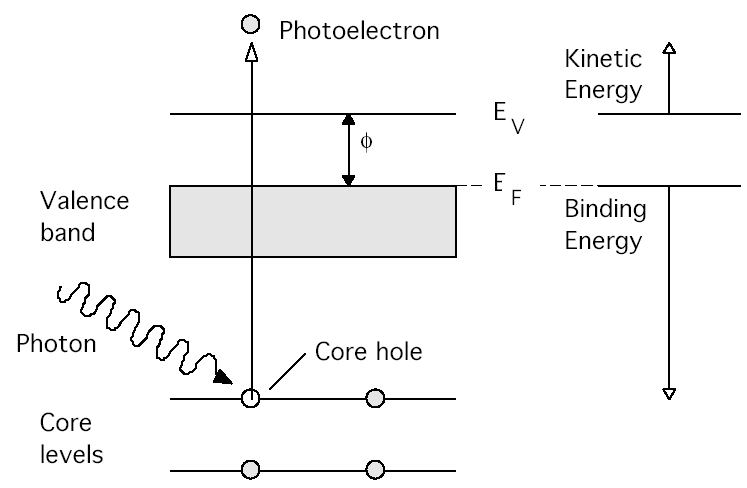 Photoelectron
Kinetic
Energy
E V
ϕ
E F
Valence
band
Binding
Energy
Photon
Core hole
Core
levels